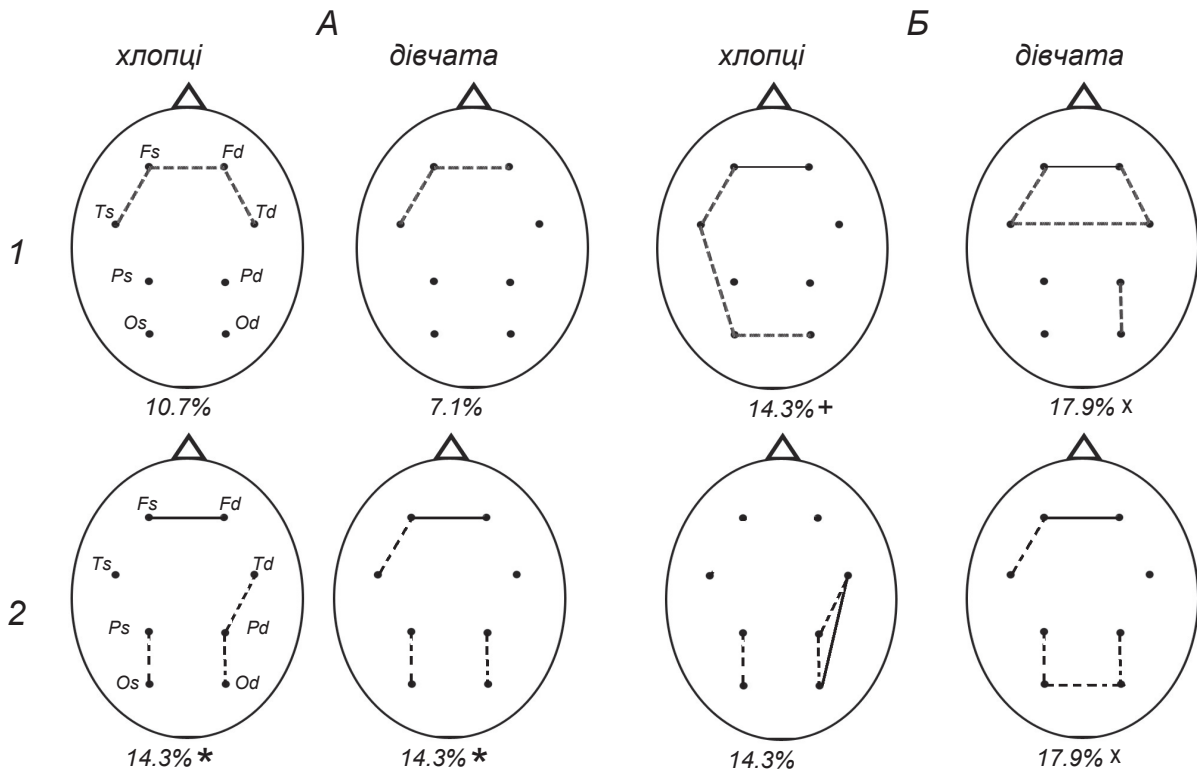 А Б
хлопці дівчата хлопці дівчата
Fs Fd
Ts Td
1
Ps Pd
Os Od
10.7% 7.1% 14.3% + 17.9% x
Fs Fd
Ts Td
2
Ps Pd
Os Od
14.3% * 14.3% * 14.3% 17.9% x